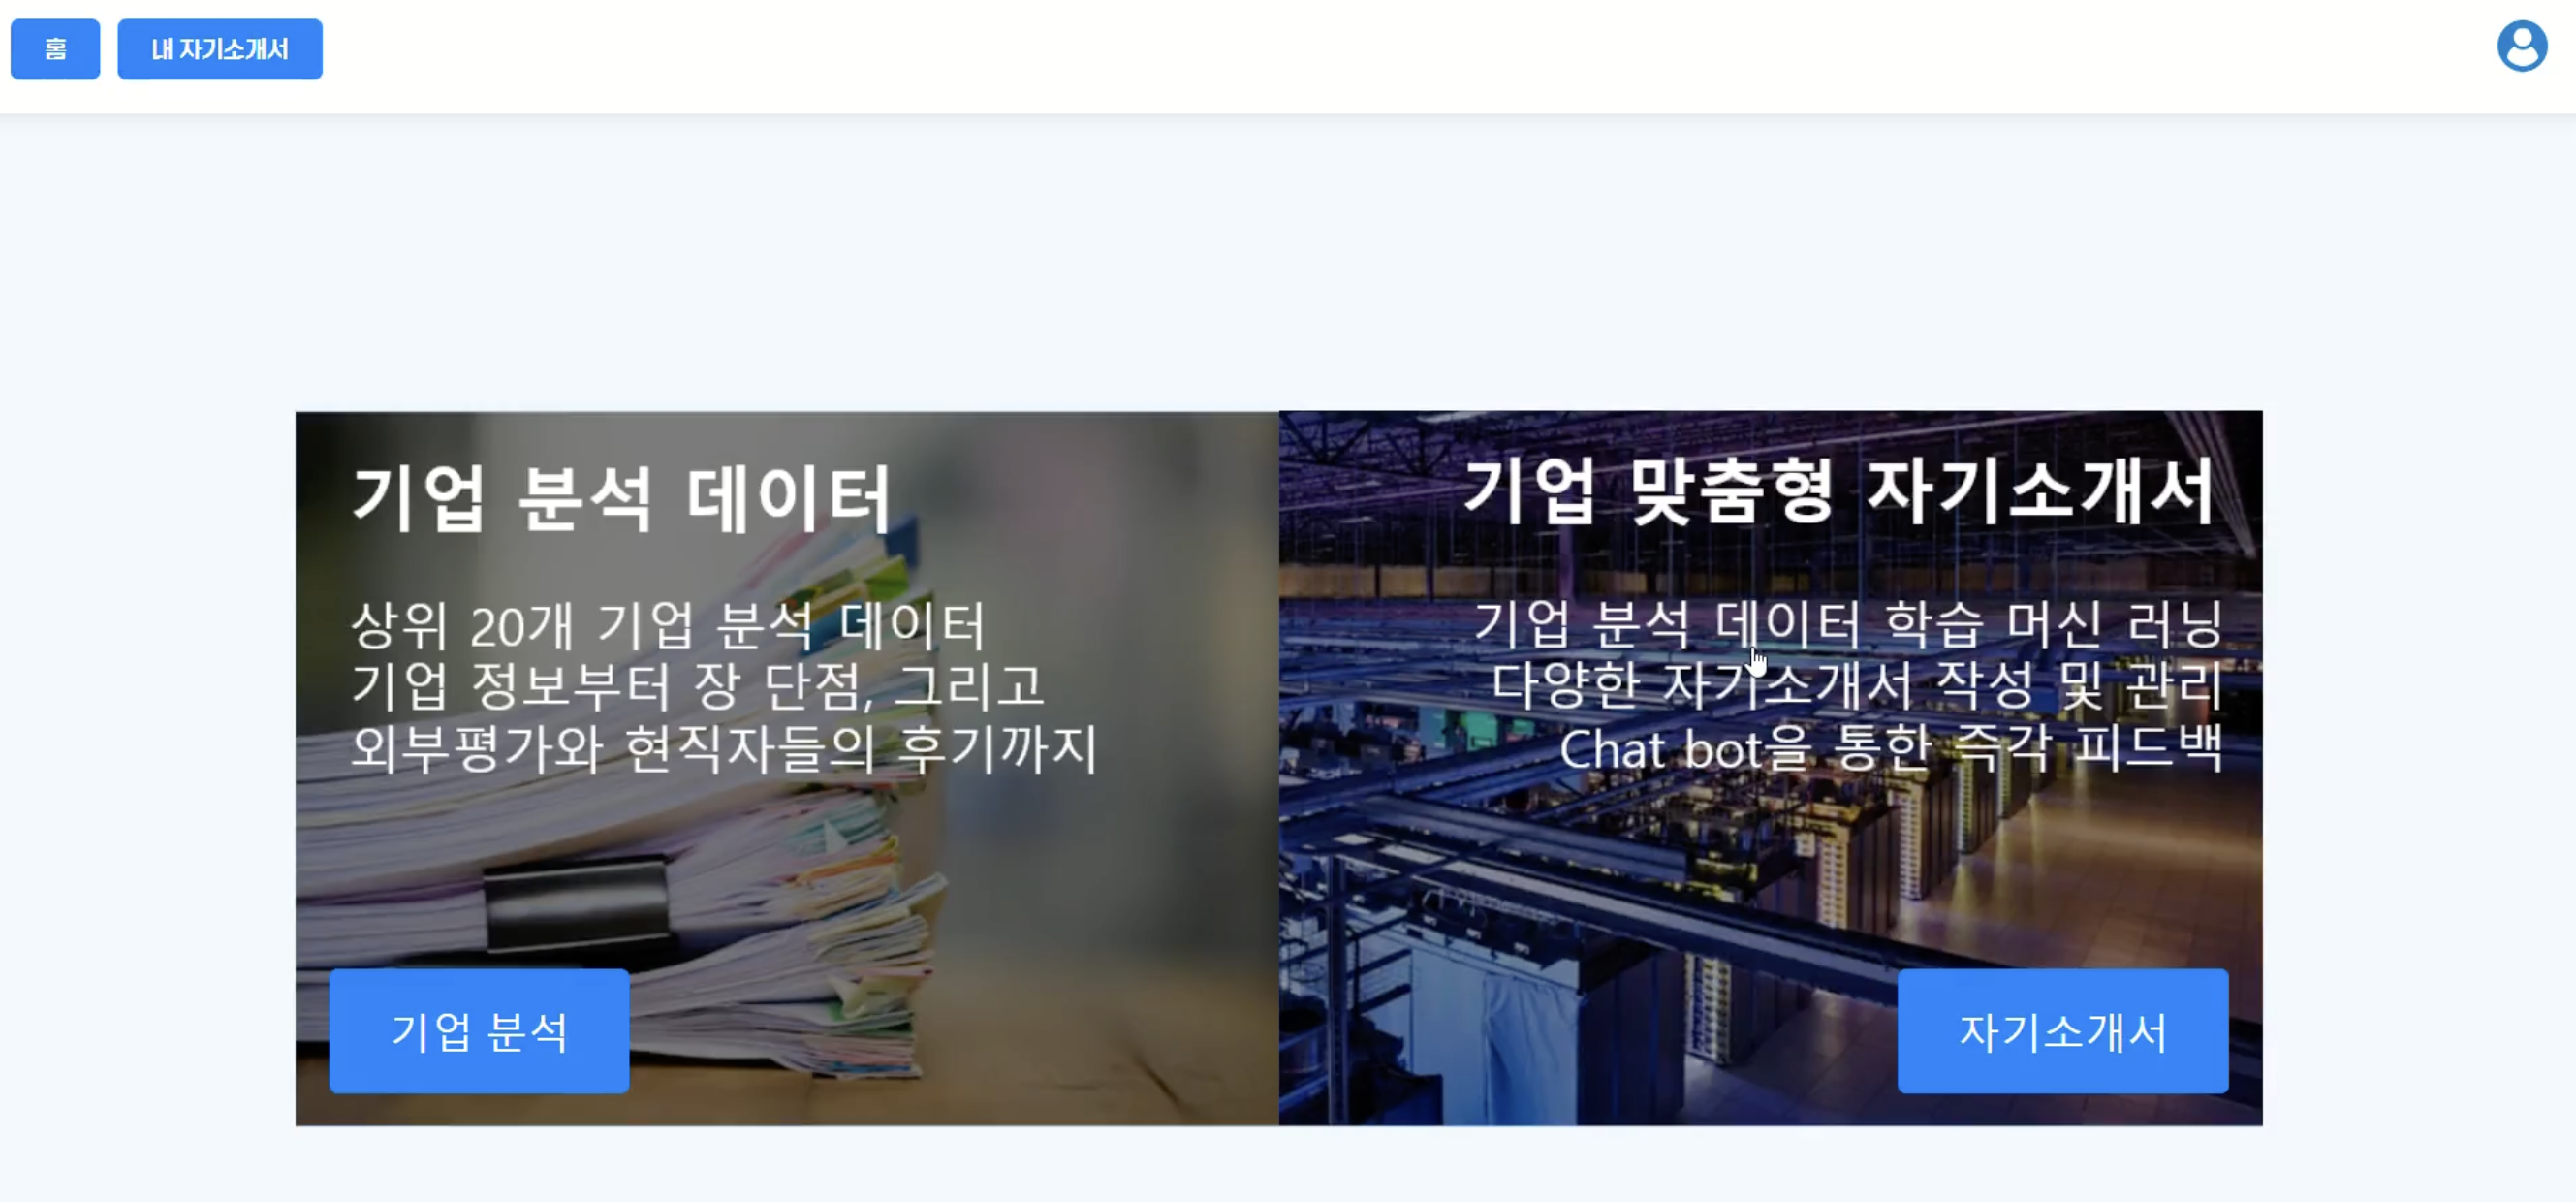 홈
내 자기소개서
기업 분석 데이터
상위 20개 기업 분석 데이터
기업 정보부터 장 단점, 그리고
외부평가와 현직자들의 후기까지
기업 분석
기업 맞춤형 자기소개서
기업 분석 데이터 학습 머신 러닝
다양한 자기소개서 작성 및 관리
Chat bot을 통한 즉각 피드백
자기소개서